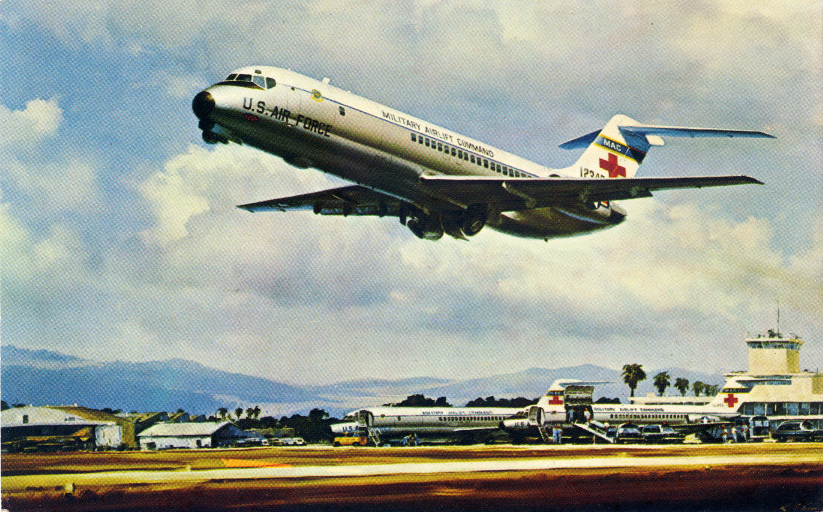 U.S. AIR FORCE
MILITARY AIRLIFT COMMAND
MAC
MILITARY AIRLIFT COMMAND
MILITARY AIRLIFT COMMAND